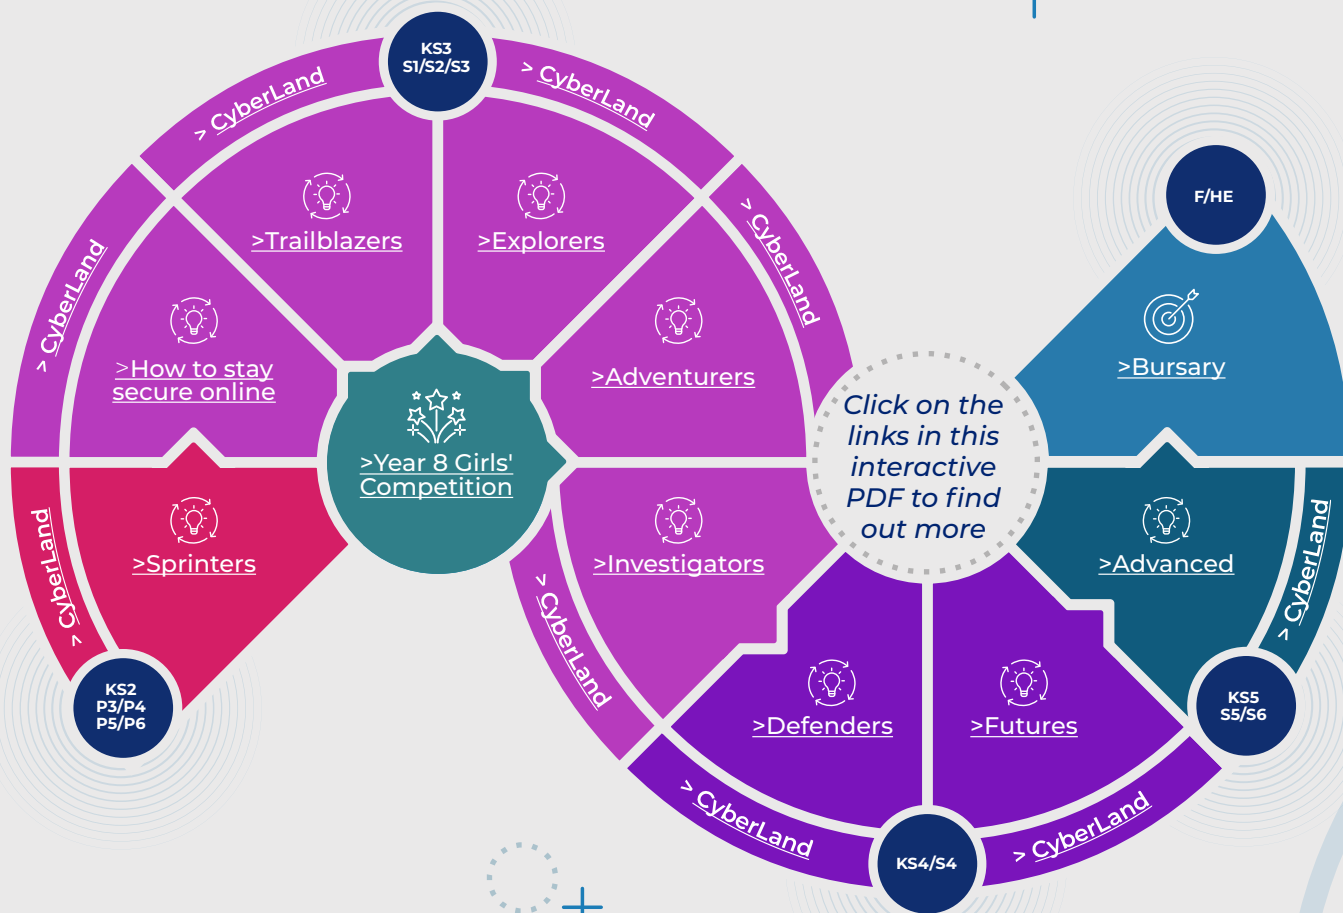 KS3
S1/S2/S3
> CyberLand
> CyberLand
> CyberLand
> CyberLand
>Trailblazers
>Explorers
>How to stay
secure online
>Adventurers
>Year 8 Girls'
Competition
Click on the
links in this
interactive
PDF to find
out more
F/HE
>Bursary
> CyberLand
>Sprinters
KS2
P3/P4
P5/P6
>Investigators
> CyberLand
>Defenders
>Futures
>Advanced
> CyberLand
KS5
S5/S6
> CyberLand
KS4/S4
> CyberLand